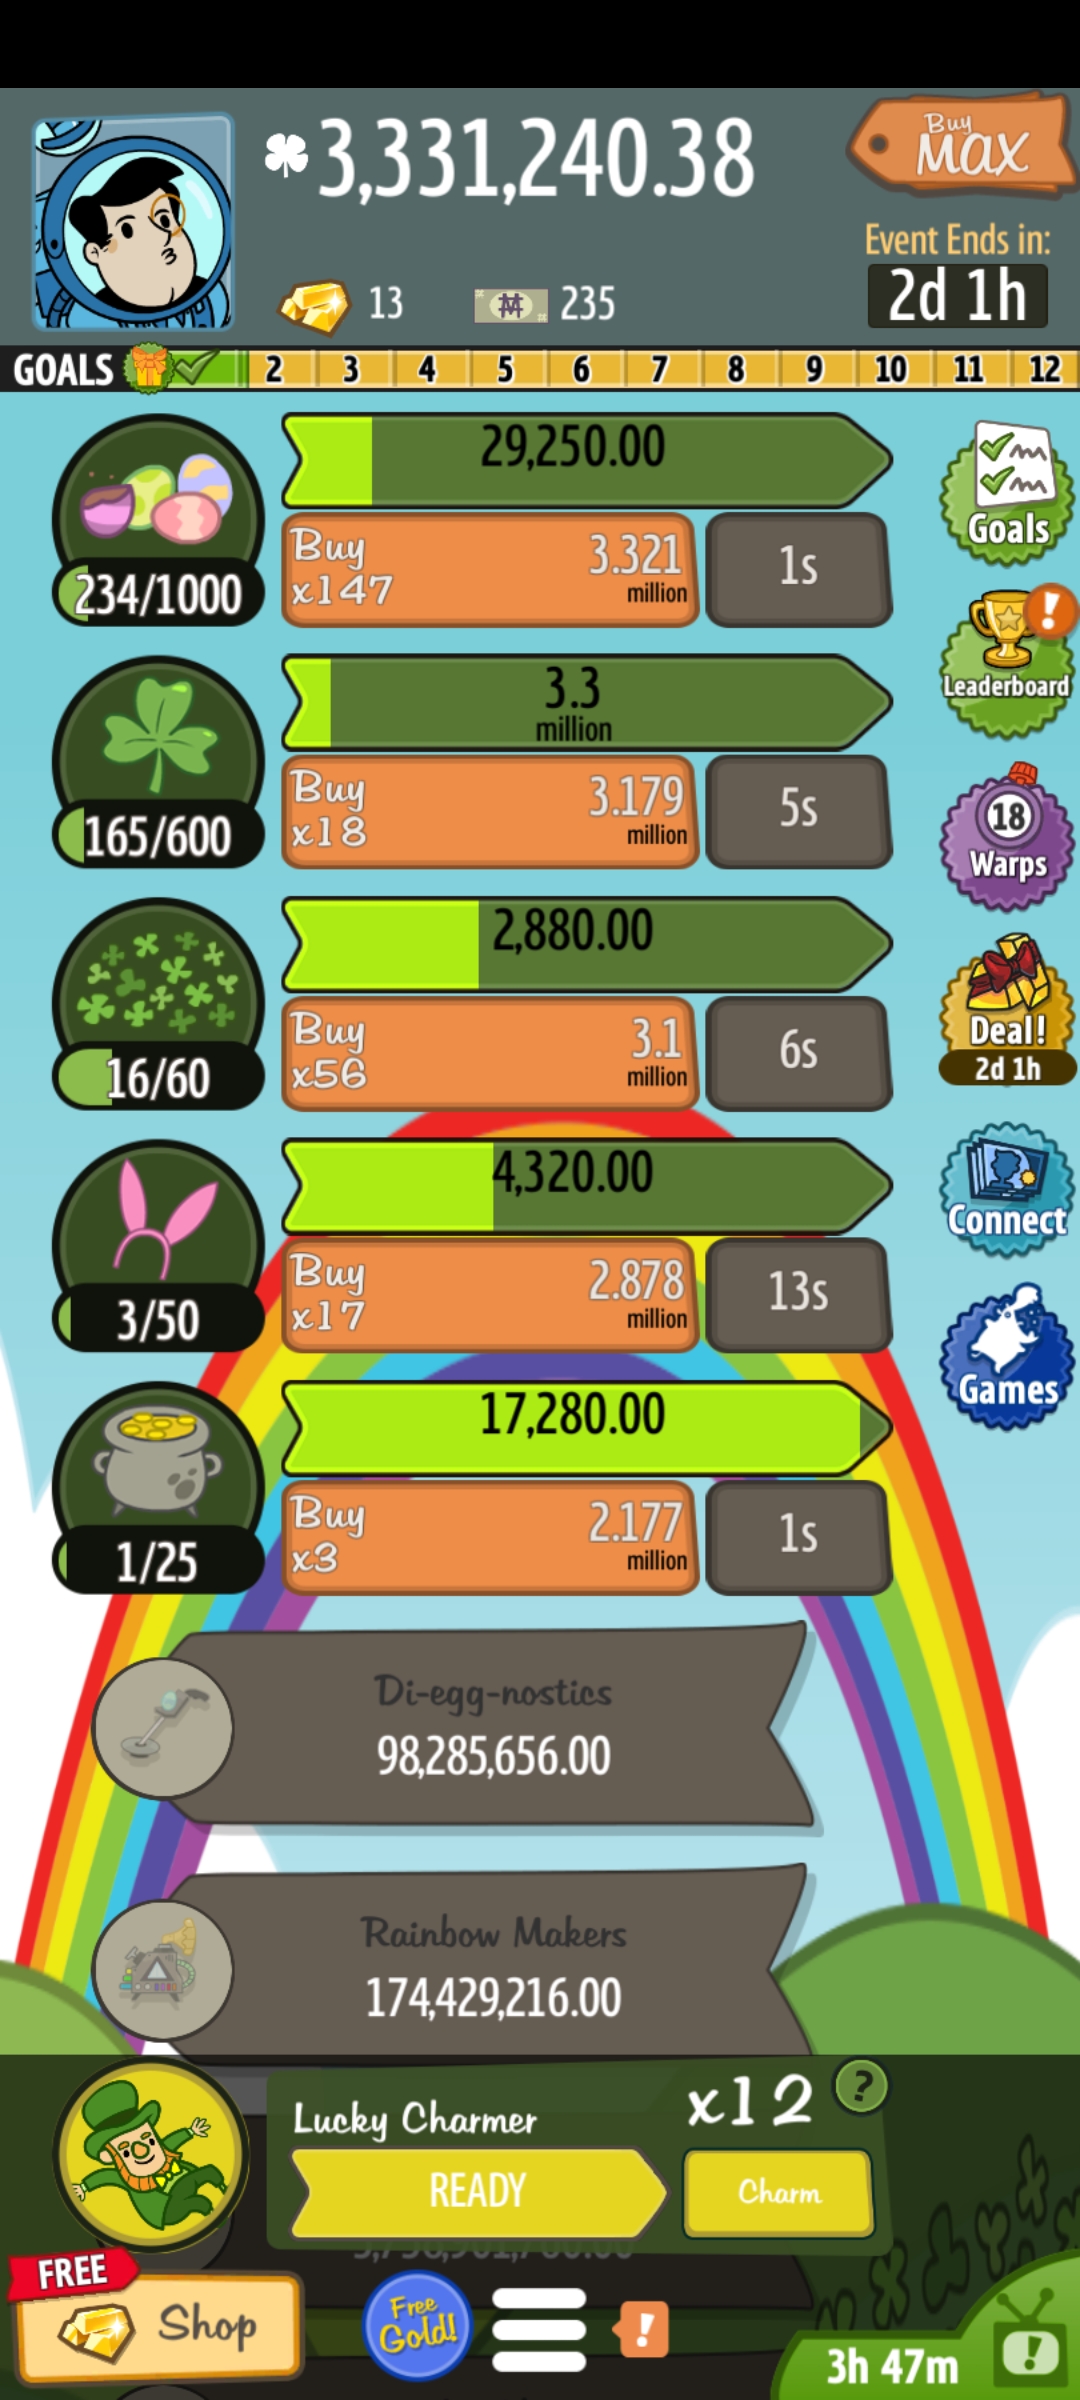 3,331,240.38
Buy
MAX
Event Ends in:
2d 1h
13
235
GOALS 2 3 4 5 6 7 8 9 10 11 12
29,250.00
Buy
x147
3.321
million
1s
234/1000
Goals
3.3
million
Buy
x18
3.179
million
5s
165/600
!
Leaderboard
18
Warps
2,880.00
Buy
x56
3.1
million
6s
16/60
Deal!
2d 1h
4,320.00
Buy
x17
2.878
million
13s
3/50
Connect
17,280.00
Buy
x3
2.177
million
1s
1/25
Games
Di-egg-nostics
98,285,656.00
Rainbow Makers
174,429,216.00
Lucky Charmer
x12
?
READY
Charm
FREE
Shop
Free
Gold!
!
3h 47m
!